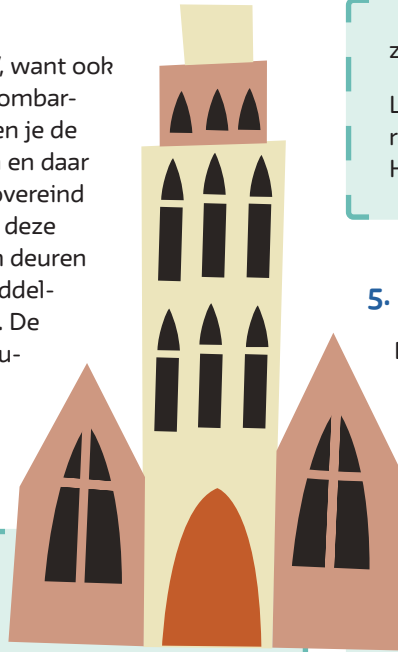 , want ook
ombar-
en je de
en daar
overeind
deze
n deuren
ddel-
. De
u-
z
L
r
H
5.